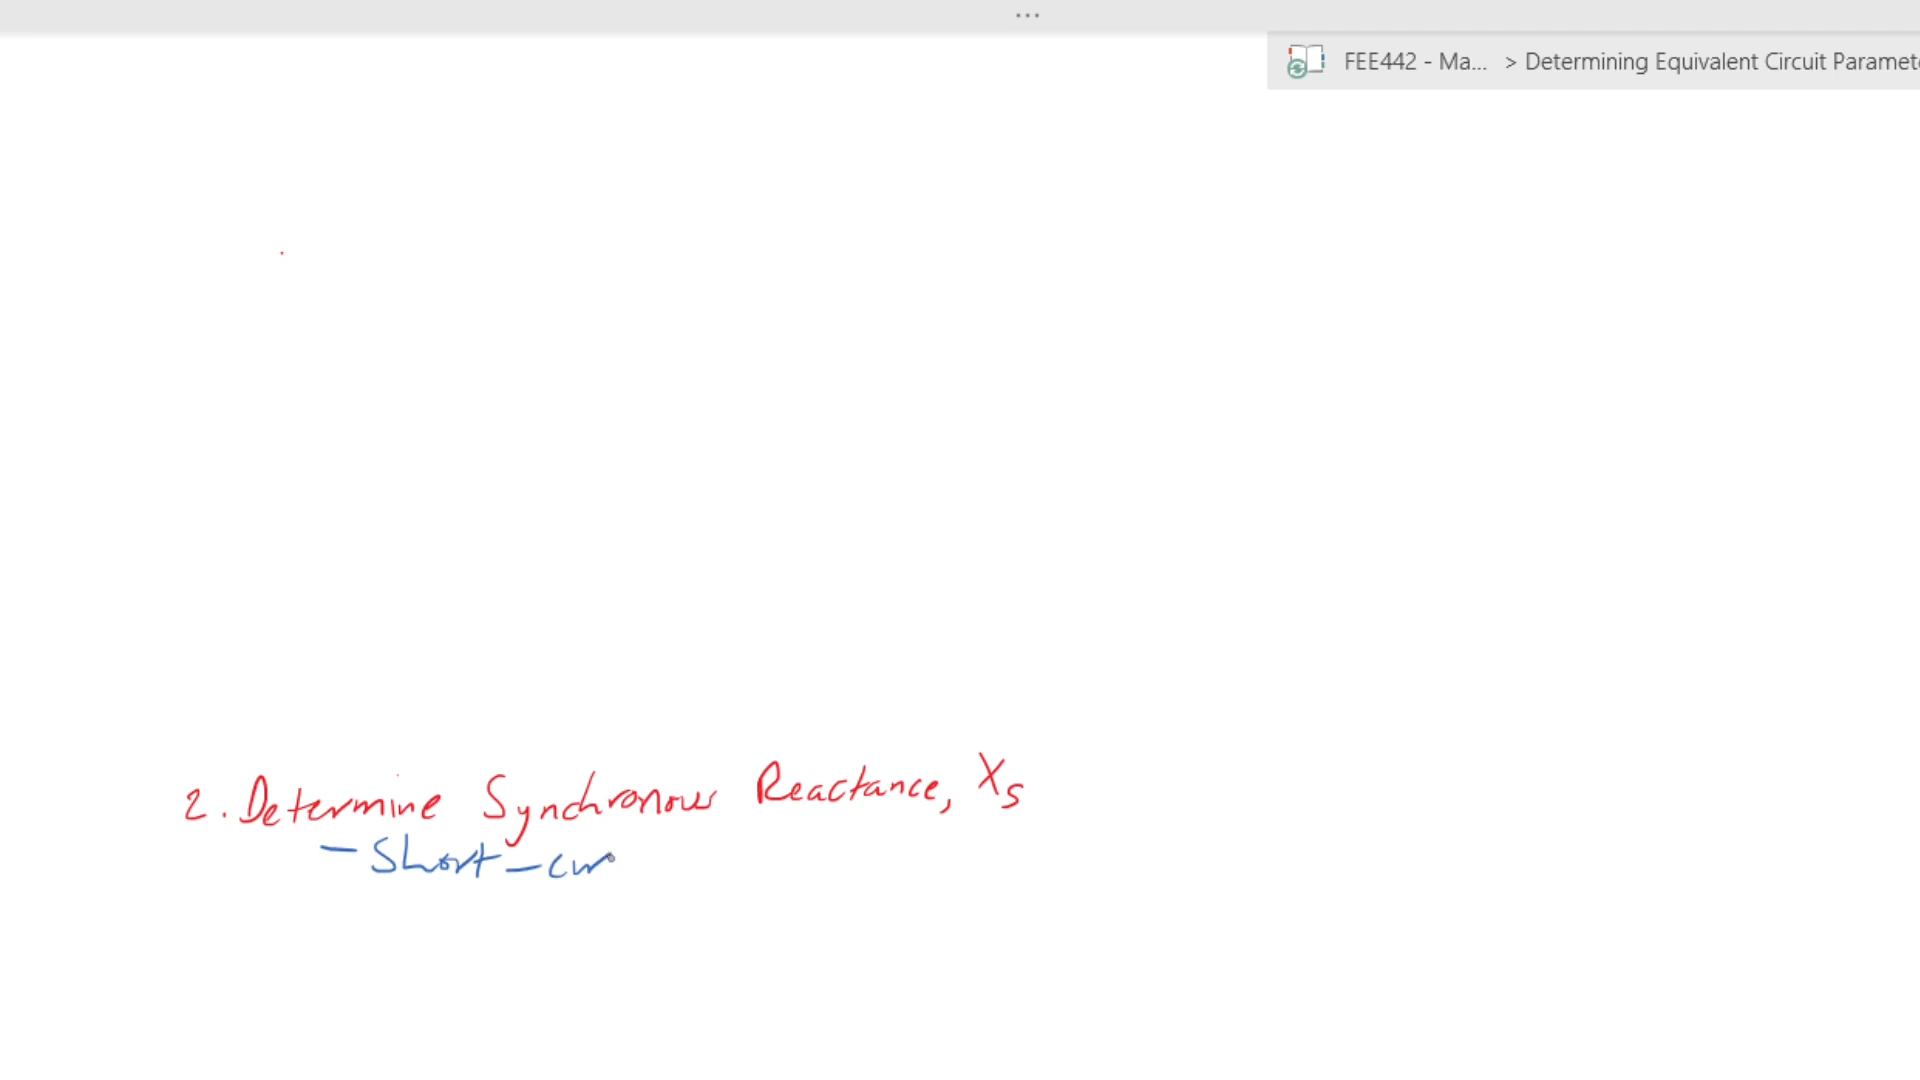 ...
FEE442 - Ma... > Determining Equivalent Circuit Paramet
2. Determine Synchronous Reactance, Xs
- Short - cir